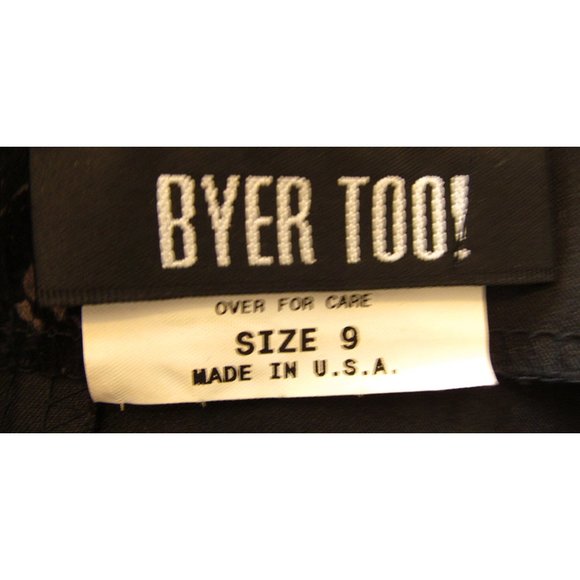 BYER TOO!
OVER FOR CARE
SIZE 9
MADE IN U.S.A.